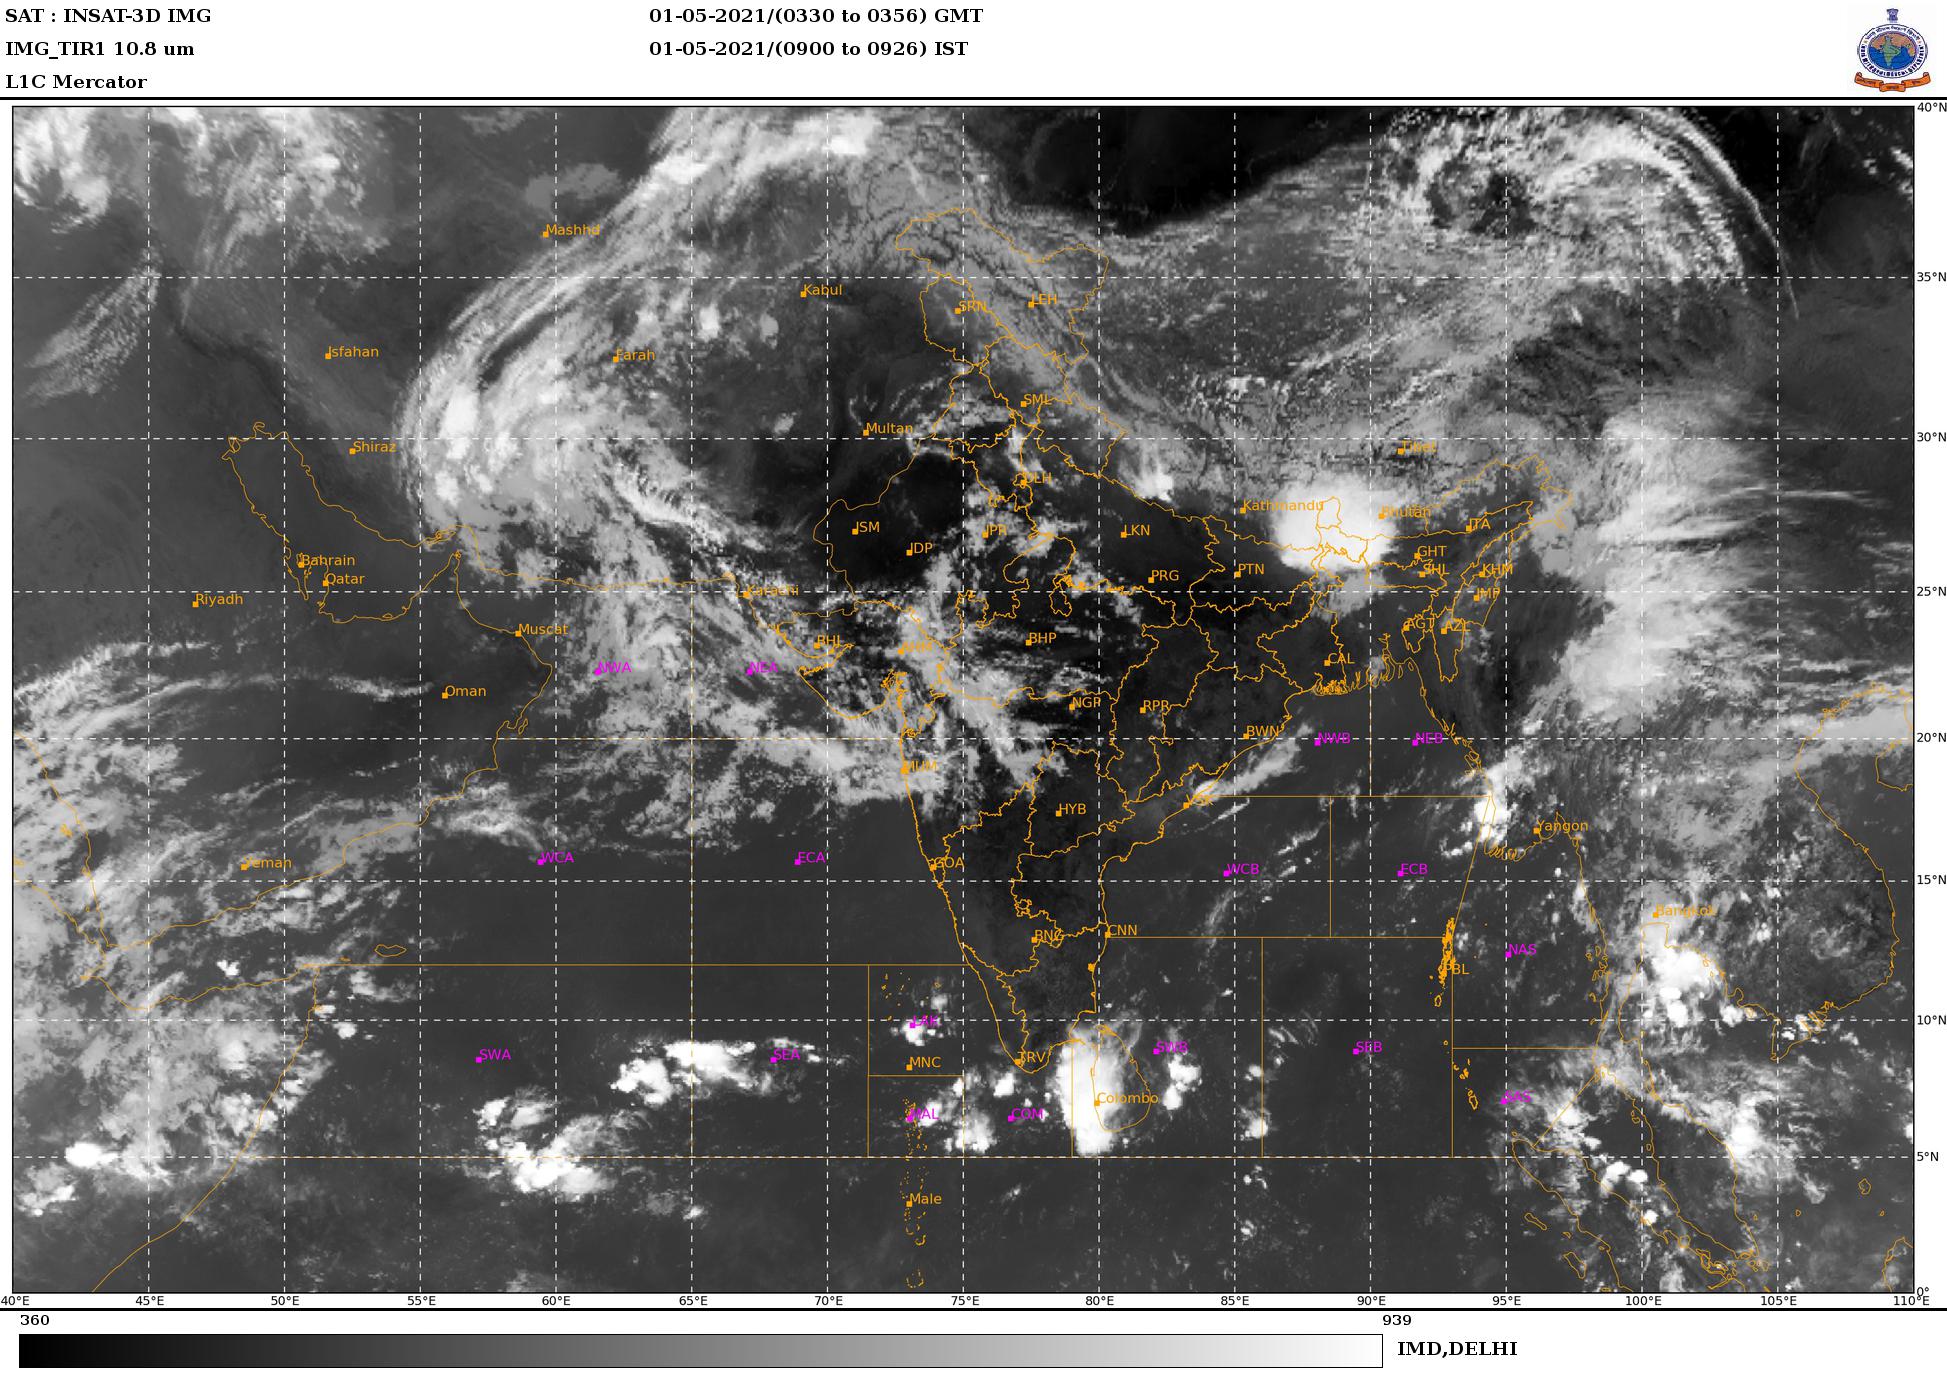 SAT : INSAT-3D IMG
01-05-2021/(0330 to 0356) GMT
IMG_TIR1 10.8 um
01-05-2021/(0900 to 0926) IST
L1C Mercator
40°N
Mashhd
35°N
Kabul
SRN
LEH
Isfahan
Farah
SML
Multan
30°N
Shiraz
Tibet
DLH
Kathmandu
Bhutan
JSM
JPR
LKN
ITA
JDP
GHT
Bahrain
Qatar
PRG
PTN
SHL
KHM
25°N
Karachi
Riyadh
IMP
Muscat
AGT
AZL
BHJ
AHM
BHP
CAL
NWA
NEA
Oman
NGP
RPR
BWN
NWB
NEB
20°N
MUM
HYB
VSK
Yangon
Yeman
WCA
ECA
GOA
WCB
ECB
15°N
Bangkok
BNG
CNN
NAS
PBL
LAK
10°N
SWA
SEA
MNC
TRV
SWB
SEB
MAL
COM
Colombo
SAS
5°N
Male
0°
40°E
45°E
50°E
55°E
60°E
65°E
70°E
75°E
80°E
85°E
90°E
95°E
100°E
105°E
110°E
360
939
IMD,DELHI